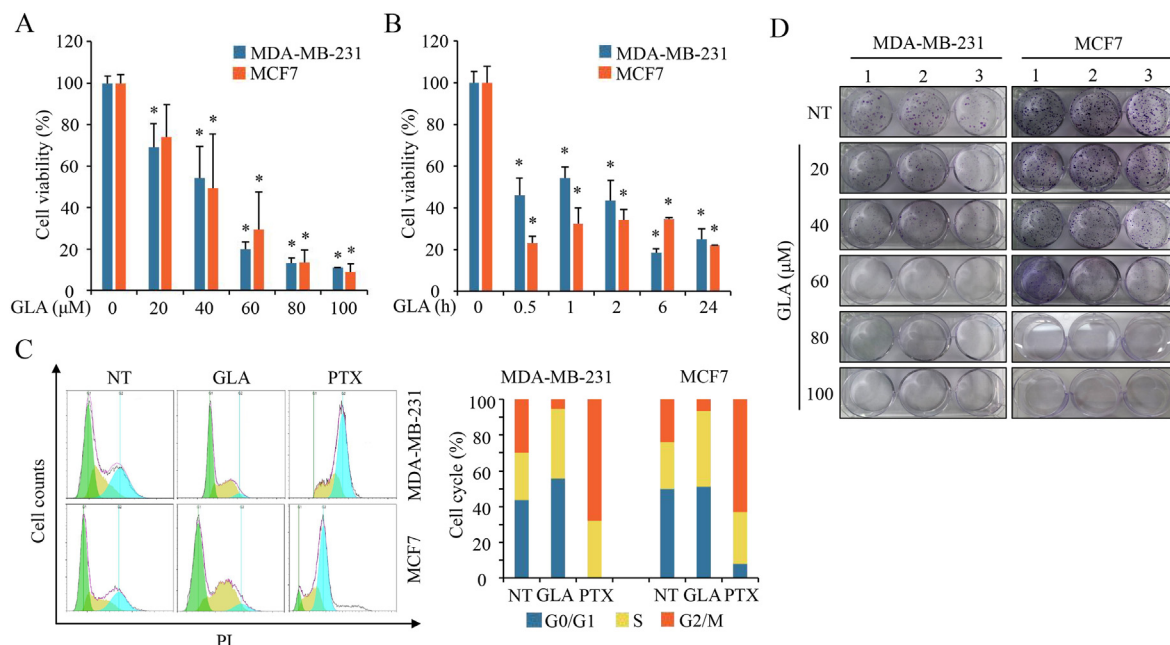 A
120
100
80
60
40
20
0
Cell viability (%)
MDA-MB-231
MCF7
* * * * * * * * *
GLA (µM) 0 20 40 60 80 100
B
120
100
80
60
40
20
0
Cell viability (%)
MDA-MB-231
MCF7
* * * * * * * * * *
GLA (h) 0 0.5 1 2 6 24
C
NT GLA PTX
Cell counts
MDA-MB-231
MCF7
PI
MDA-MB-231 MCF7
100
80
60
40
20
0
Cell cycle (%)
NT GLA PTX NT GLA PTX
G0/G1 S G2/M
D
MDA-MB-231 MCF7
1 2 3 1 2 3
NT
20
40
60
80
100
GLA (µM)